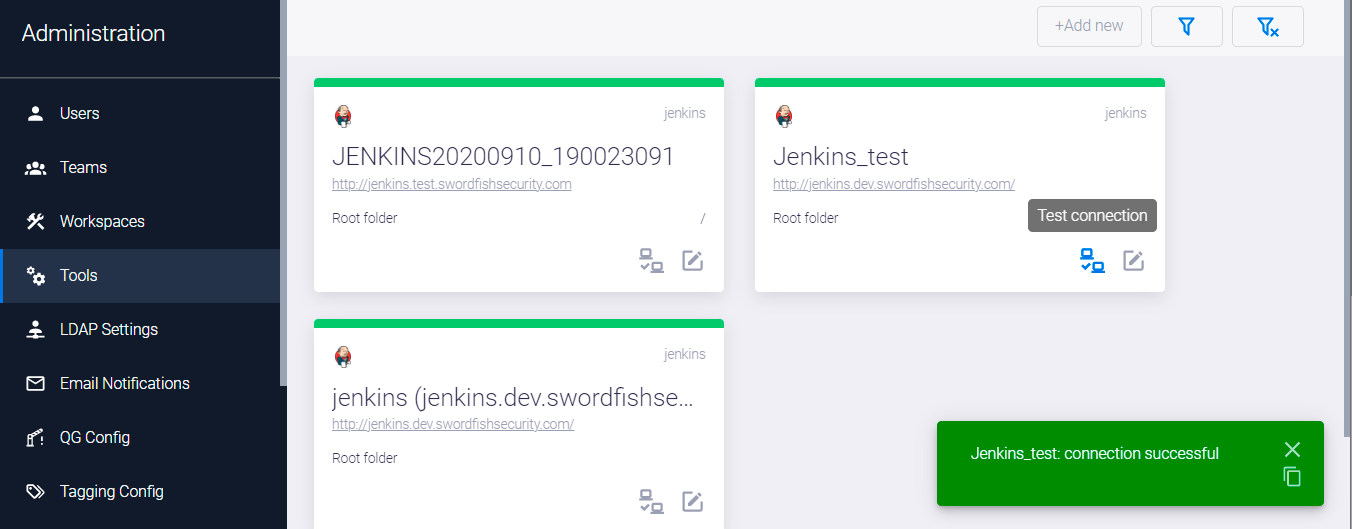 Administration
Users
Teams
Workspaces
Tools
LDAP Settings
Email Notifications
QG Config
Tagging Config
+Add new
jenkins
JENKINS20200910_190023091
http://jenkins.test.swordfishsecurity.com
Root folder /
jenkins
Jenkins_test
http://jenkins.dev.swordfishsecurity.com/
Root folder
Test connection
jenkins
jenkins (jenkins.dev.swordfishse...
http://jenkins.dev.swordfishsecurity.com/
Root folder
Jenkins_test: connection successful